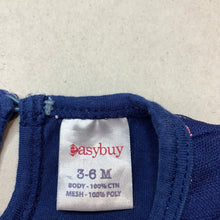 easybuy
3-6 M
BODY - 100% CTN
MESH - 100% POLY